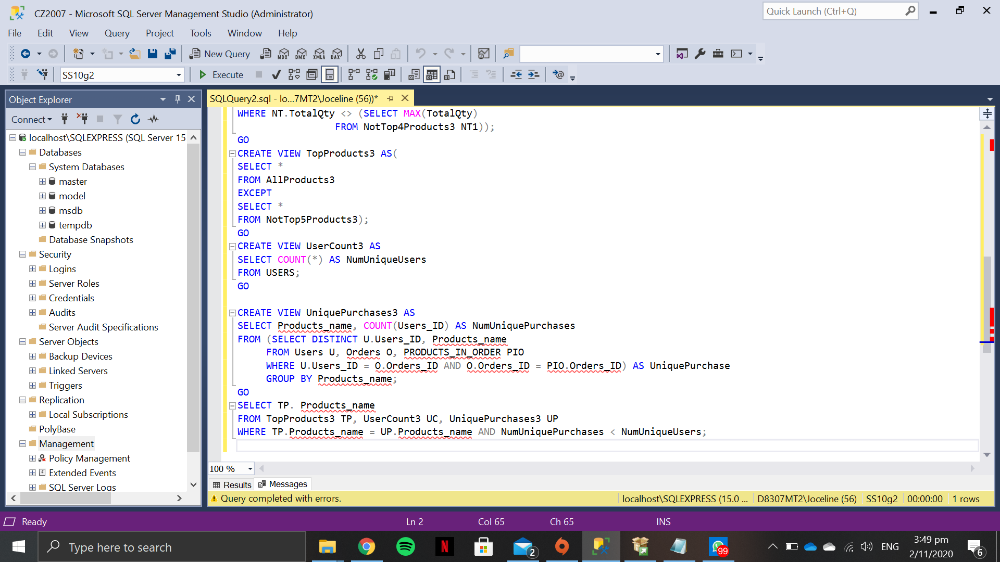 CZ2007 - Microsoft SQL Server Management Studio (Administrator)
Quick Launch (Ctrl+Q)
File Edit View Query Project Tools Window Help
New Query MDX DMX XMLA DAX
SS10g2 Execute
Object Explorer
SQLQuery2.sql - lo...7MT2\Joceline (56))*
Connect
localhost\SQLEXPRESS (SQL Server 15
Databases
System Databases
master
model
msdb
tempdb
Database Snapshots
Security
Logins
Server Roles
Credentials
Audits
Server Audit Specifications
Server Objects
Backup Devices
Linked Servers
Triggers
Replication
Local Subscriptions
PolyBase
Management
Policy Management
Extended Events
SQL Server Logs
WHERE NT.TotalQty <> (SELECT MAX(TotalQty)
FROM NotTop4Products3 NT1));
GO
CREATE VIEW TopProducts3 AS(
SELECT *
FROM AllProducts3
EXCEPT
SELECT *
FROM NotTop5Products3);
GO
CREATE VIEW UserCount3 AS
SELECT COUNT(*) AS NumUniqueUsers
FROM USERS;
GO
CREATE VIEW UniquePurchases3 AS
SELECT Products_name, COUNT(Users_ID) AS NumUniquePurchases
FROM (SELECT DISTINCT U.Users_ID, Products_name
FROM Users U, Orders O, PRODUCTS_IN_ORDER PIO
WHERE U.Users_ID = O.Orders_ID AND O.Orders_ID = PIO.Orders_ID) AS UniquePurchase
GROUP BY Products_name;
GO
SELECT TP. Products_name
FROM TopProducts3 TP, UserCount3 UC, UniquePurchases3 UP
WHERE TP.Products_name = UP.Products_name AND NumUniquePurchases < NumUniqueUsers;
100 %
Results Messages
Query completed with errors. localhost\SQLEXPRESS (15.0 ... D8307MT2\Joceline (56) SS10g2 00:00:00 1 rows
Ready Ln 2 Col 65 Ch 65 INS
Type here to search
N
2
99
ENG
3:49 pm
2/11/2020
6